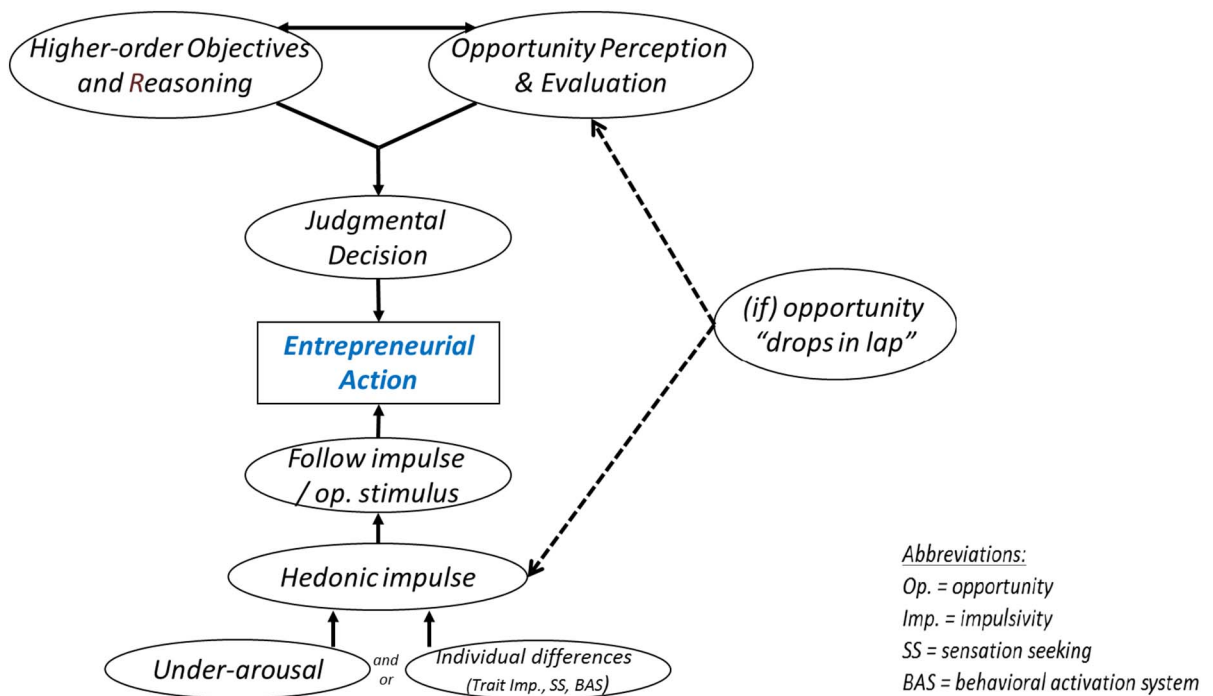 Higher-order Objectives
and Reasoning
Opportunity Perception
& Evaluation
Judgmental
Decision
(if) opportunity
“drops in lap”
Entrepreneurial
Action
Follow impulse
/ op. stimulus
Hedonic impulse
Under-arousal
and
or
Individual differences
(Trait Imp., SS, BAS)
Abbreviations:
Op. = opportunity
Imp. = impulsivity
SS = sensation seeking
BAS = behavioral activation system